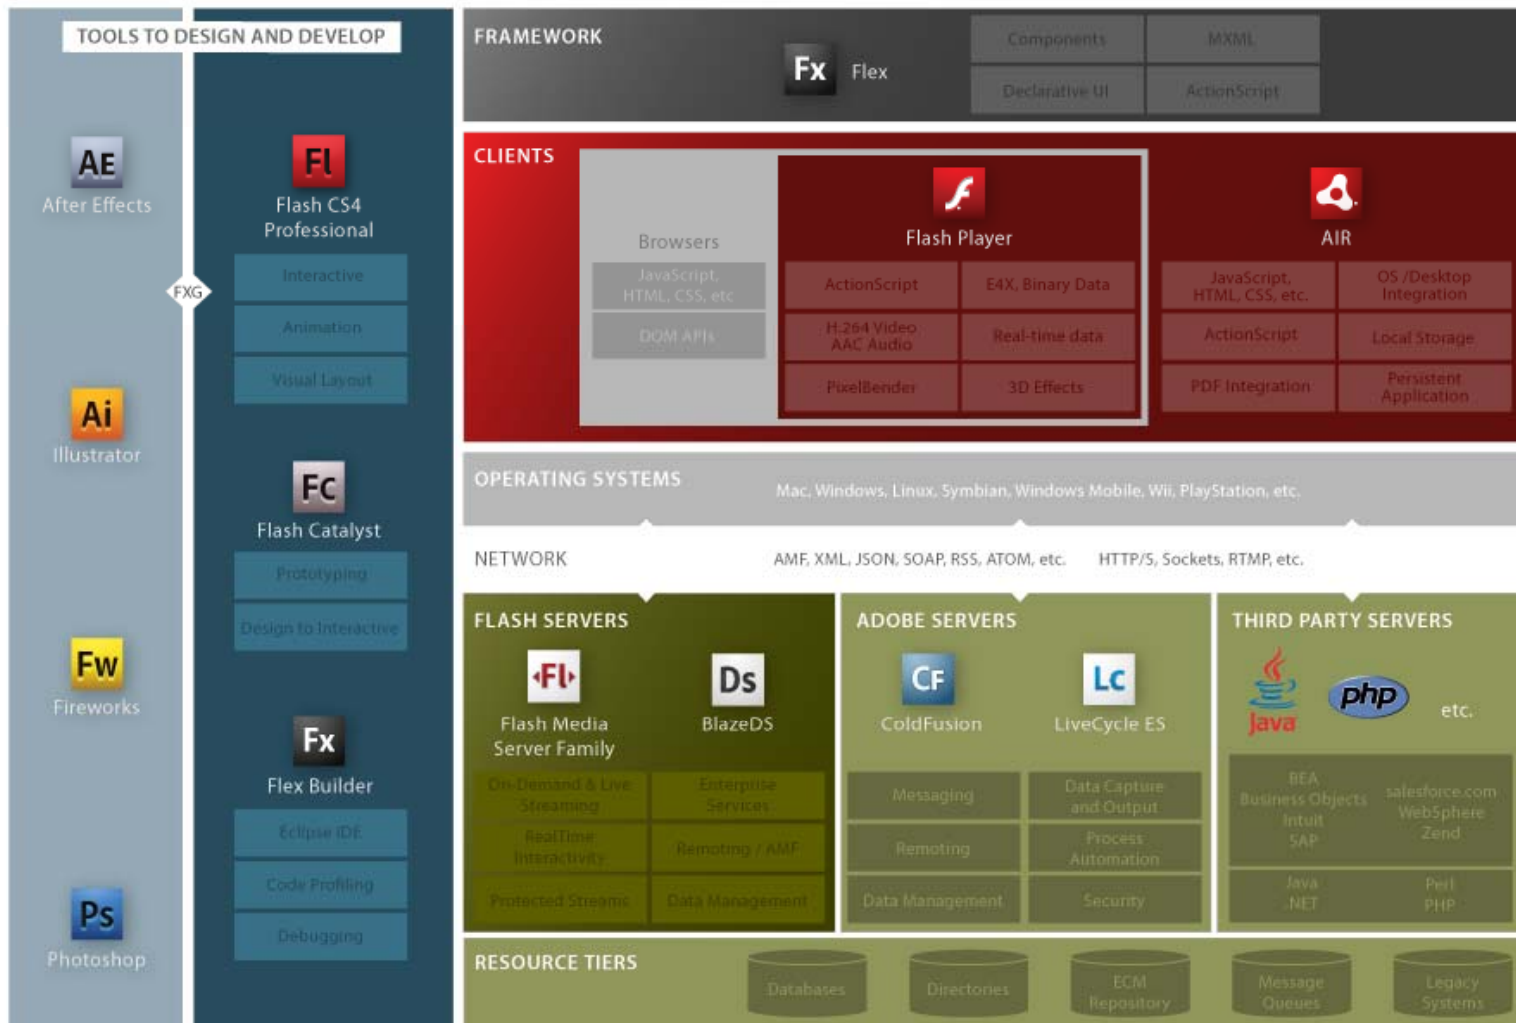 TOOLS TO DESIGN AND DEVELOP
AE
After Effects
Ai
Illustrator
Fw
Fireworks
Ps
Photoshop
FXG
Fl
Flash CS4
Professional
Interactive
Animation
Visual Layout
Fc
Flash Catalyst
Prototyping
Design to Interactive
Fx
Flex Builder
Eclipse IDE
Code Profiling
Debugging
FRAMEWORK
Fx
Flex
Components
MXML
Declarative UI
ActionScript
CLIENTS
Browsers
JavaScript,
HTML, CSS, etc
DOM APIs
Flash Player
ActionScript
E4X, Binary Data
H.264 Video
AAC Audio
Real-time data
PixelBender
3D Effects
AIR
JavaScript,
HTML, CSS, etc.
OS /Desktop
Integration
ActionScript
Local Storage
PDF Integration
Persistent
Application
OPERATING SYSTEMS
Mac, Windows, Linux, Symbian, Windows Mobile, Wii, PlayStation, etc.
NETWORK
AMF, XML, JSON, SOAP, RSS, ATOM, etc. HTTP/S, Sockets, RTMP, etc.
FLASH SERVERS
Fl
Flash Media
Server Family
Ds
BlazeDS
On-Demand & Live
Streaming
Enterprise
Services
RealTime
Interactivity
Remoting / AMF
Protected Streams
Data Management
ADOBE SERVERS
CF
ColdFusion
Lc
LiveCycle ES
Messaging
Data Capture
and Output
Remoting
Process
Automation
Data Management
Security
THIRD PARTY SERVERS
Java
php
etc.
BEA
Business Objects
Intuit
SAP
salesforce.com
WebSphere
Zend
Java
.NET
Perl
PHP
RESOURCE TIERS
Databases
Directories
ECM
Repository
Message
Queues
Legacy
Systems